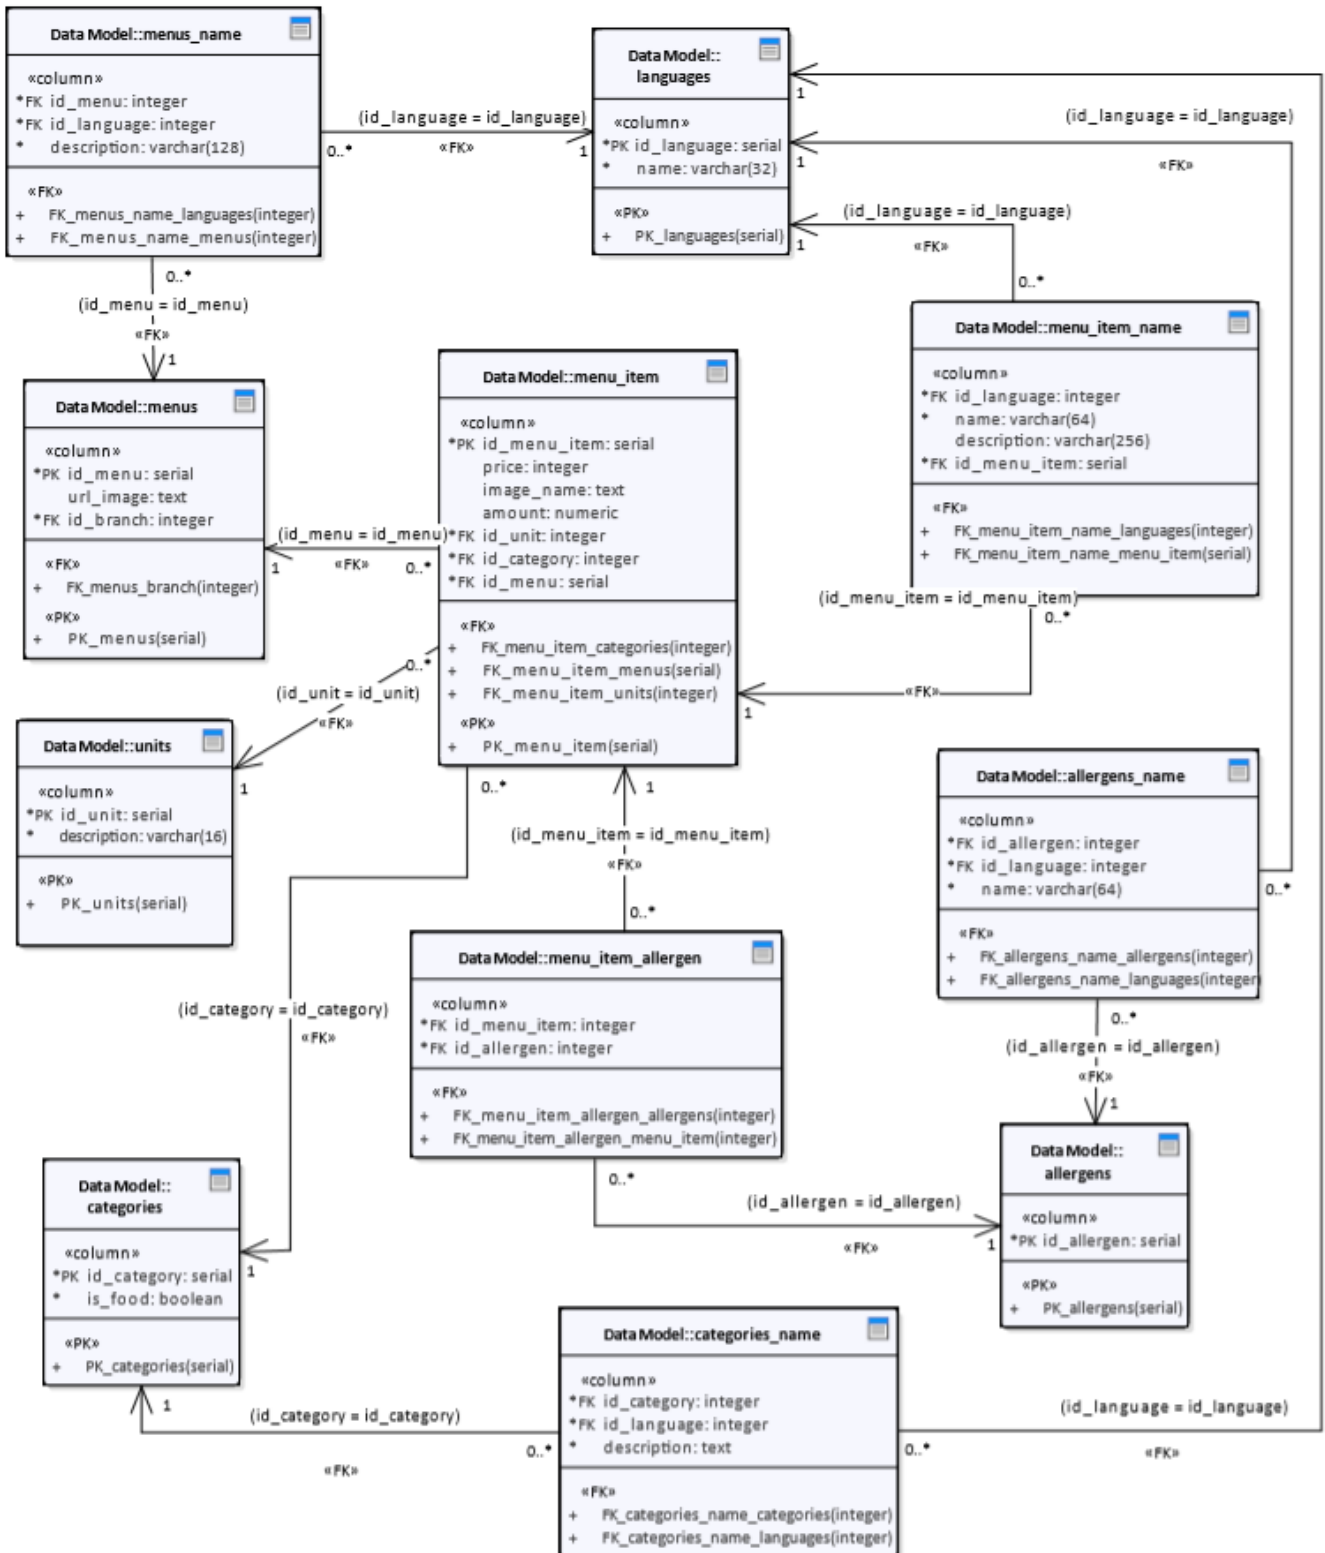 Data Model::menus_name
«column»
*FK id_menu: integer
*FK id_language: integer
* description: varchar(128)
«FK»
+ FK_menus_name_languages(integer)
+ FK_menus_name_menus(integer)
(id_language = id_language)
0..*
«FK»
1
Data Model::
languages
«column»
*PK id_language: serial
* name: varchar(32)
«PK»
+ PK_languages(serial)
1
(id_language = id_language)
1
«FK»
(id_language = id_language)
1
«FK»
0..*
0..*
(id_menu = id_menu)
«FK»
1
Data Model::menu_item_name
«column»
*FK id_language: integer
* name: varchar(64)
description: varchar(256)
*FK id_menu_item: serial
«FK»
+ FK_menu_item_name_languages(integer)
+ FK_menu_item_name_menu_item(serial)
Data Model::menus
«column»
*PK id_menu: serial
url_image: text
*FK id_branch: integer
«FK»
+ FK_menus_branch(integer)
«PK»
+ PK_menus(serial)
(id_menu = id_menu)
1
«FK»
0..*
Data Model::menu_item
«column»
*PK id_menu_item: serial
price: integer
image_name: text
amount: numeric
*FK id_unit: integer
*FK id_category: integer
*FK id_menu: serial
«FK»
+ FK_menu_item_categories(integer)
+ FK_menu_item_menus(serial)
+ FK_menu_item_units(integer)
«PK»
+ PK_menu_item(serial)
(id_menu_item = id_menu_item)
0..*
«FK»
1
0..*
(id_unit = id_unit)
«FK»
1
Data Model::units
«column»
*PK id_unit: serial
* description: varchar(16)
«PK»
+ PK_units(serial)
0..*
1
(id_menu_item = id_menu_item)
«FK»
0..*
Data Model::allergens_name
«column»
*FK id_allergen: integer
*FK id_language: integer
* name: varchar(64)
«FK»
+ FK_allergens_name_allergens(integer)
+ FK_allergens_name_languages(integer)
0..*
Data Model::menu_item_allergen
«column»
*FK id_menu_item: integer
*FK id_allergen: integer
«FK»
+ FK_menu_item_allergen_allergens(integer)
+ FK_menu_item_allergen_menu_item(integer)
(id_category = id_category)
«FK»
0..*
(id_allergen = id_allergen)
«FK»
1
0..*
(id_allergen = id_allergen)
1
«FK»
Data Model::
allergens
«column»
*PK id_allergen: serial
«PK»
+ PK_allergens(serial)
Data Model::
categories
«column»
*PK id_category: serial
* is_food: boolean
«PK»
+ PK_categories(serial)
1
1
(id_category = id_category)
0..*
«FK»
Data Model::categories_name
«column»
*FK id_category: integer
*FK id_language: integer
* description: text
«FK»
+ FK_categories_name_categories(integer)
+ FK_categories_name_languages(integer)
(id_language = id_language)
0..*
«FK»